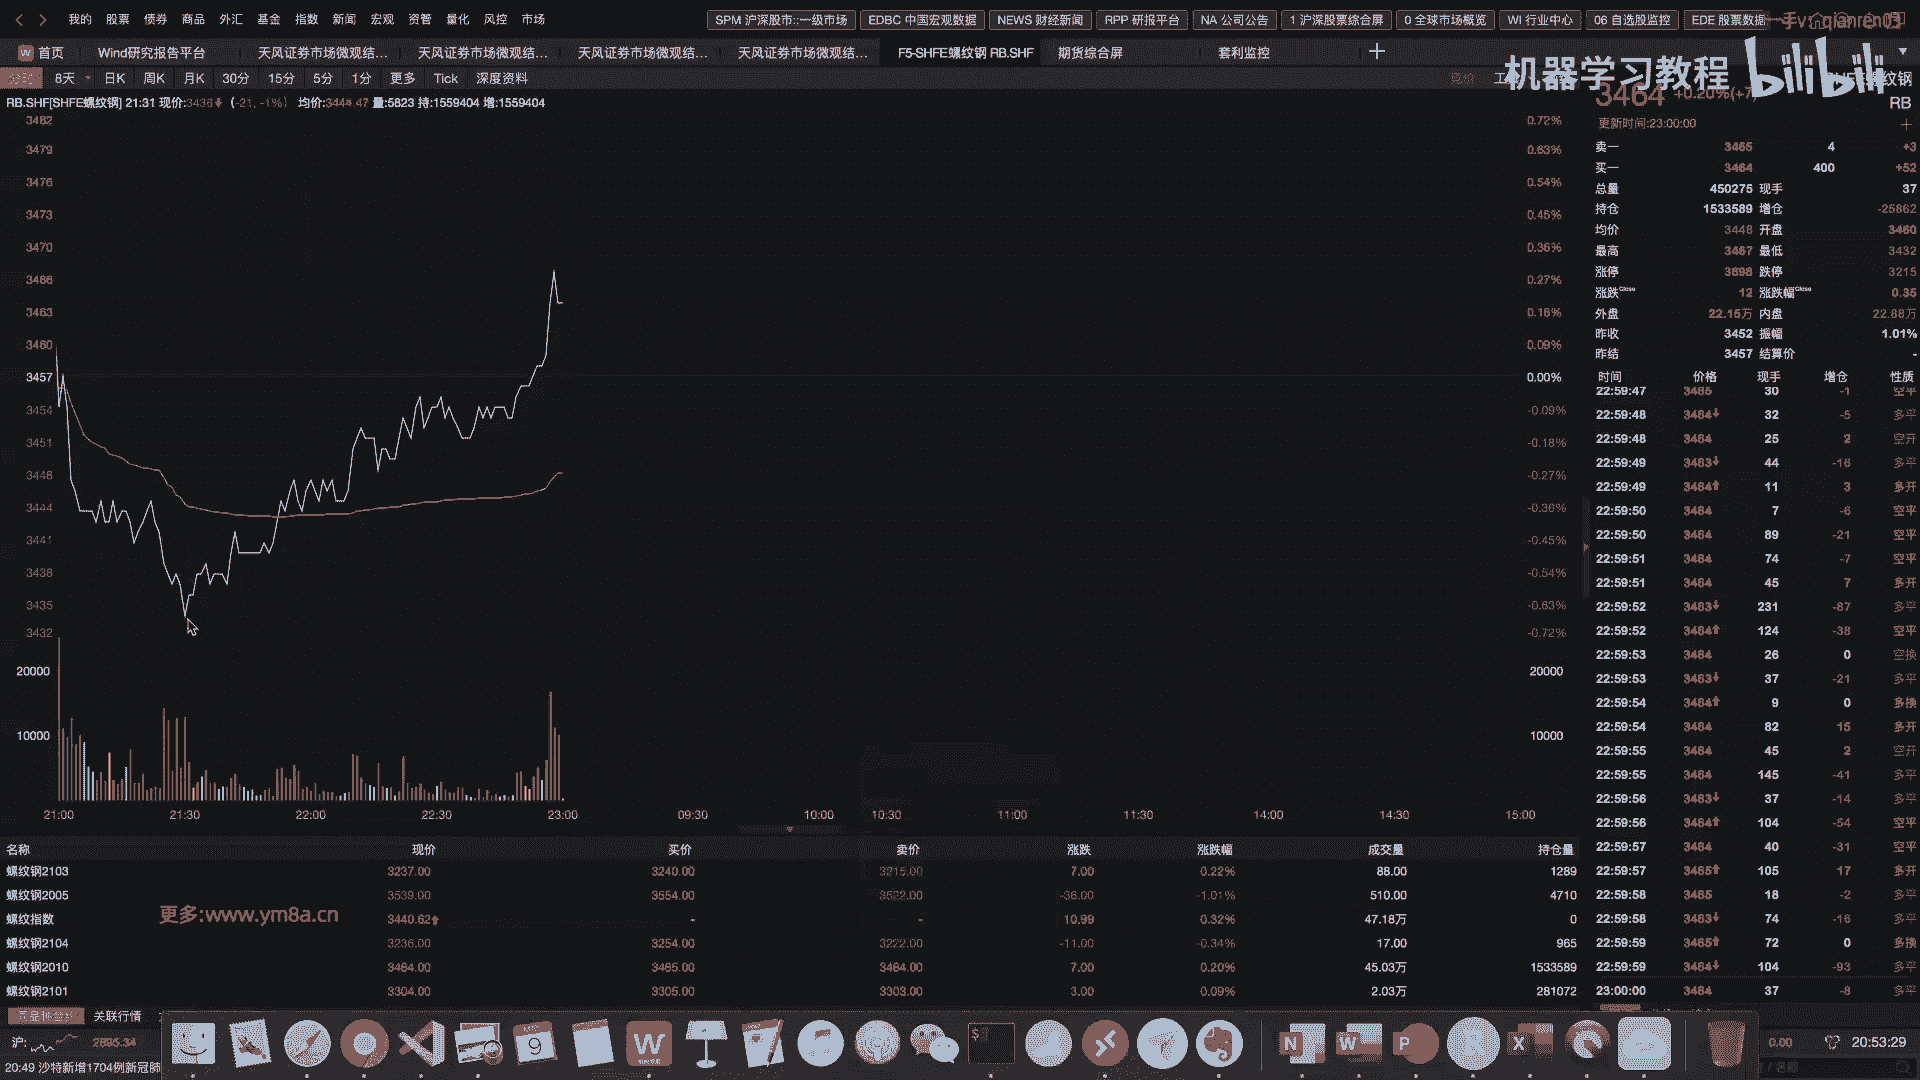 我的 股票 债券 商品 外汇 基金 指数 新闻 宏观 资管 量化 风控 市场 SPM 沪深股市::一级市场 EDBC 中国宏观数据 NEWS 财经新闻 RPP 研报平台 NA 公司公告 1 沪深股票综合屏 0 全球市场概览 WI 行业中心 06 自选股监控 EDE 股票数据
首页 Wind研究报告平台 天风证券市场微观结... 天风证券市场微观结... 天风证券市场微观结... 天风证券市场微观结... F5-SHFE螺纹钢 RB.SHF 期货综合屏 套利监控
机器学习教程 bilibili
8天 日K 周K 月K 30分 15分 5分 1分 更多 Tick 深度资料
RB.SHF[SHFE螺纹钢] 21:31 现价:3436 (-21, -1%) 均价:3444.47 量:5823 持:1559404 增:1559404
3464 +0.20%(+7)
RB
更新时间:23:00:00
卖一 3465 4 +3
买一 3464 400 +52
总量 450275 现手 37
持仓 1533589 增仓 -25862
均价 3448 开盘 3460
最高 3467 最低 3432
涨停 3698 跌停 3215
涨跌Close 12 涨跌幅Close 0.35
外盘 22.15万 内盘 22.88万
昨收 3452 振幅 1.01%
昨结 3457 结算价 -
时间 价格 现手 增仓 性质
22:59:47 3465 30 -1 空平
22:59:48 3464 32 -5 多平
22:59:48 3464 25 2 空开
22:59:49 3463 44 -16 多平
22:59:49 3464 11 3 多开
22:59:50 3464 7 -6 空平
22:59:50 3464 89 -21 空平
22:59:51 3464 74 -7 空平
22:59:51 3464 45 7 多开
22:59:52 3463 231 -87 多平
22:59:52 3464 124 -38 空平
22:59:53 3464 26 0 空换
22:59:53 3463 37 -21 多平
22:59:54 3464 9 0 多换
22:59:54 3464 82 15 多开
22:59:55 3464 45 2 空开
22:59:55 3464 145 -41 多平
22:59:56 3463 37 -14 多平
22:59:56 3464 104 -54 空平
22:59:57 3464 40 -31 空平
22:59:57 3465 105 17 多开
22:59:58 3465 18 -2 多平
22:59:58 3463 74 -16 多平
22:59:59 3465 72 0 多换
22:59:59 3464 104 -93 多平
23:00:00 3464 37 -8 多平
3482 0.72%
3479 0.63%
3476 0.54%
3473 0.45%
3470 0.36%
3466 0.27%
3463 0.18%
3460 0.09%
3457 0.00%
3454 -0.09%
3451 -0.18%
3448 -0.27%
3444 -0.36%
3441 -0.45%
3438 -0.54%
3435 -0.63%
3432 -0.72%
20000 20000
10000 10000
21:00 21:30 22:00 22:30 23:00 09:30 10:00 10:30 11:00 11:30 14:00 14:30 15:00
名称 现价 买价 卖价 涨跌 涨跌幅 成交量 持仓量
螺纹钢2103 3237.00 3240.00 3215.00 7.00 0.22% 88.00 1289
螺纹钢2005 3539.00 3554.00 3522.00 -36.00 -1.01% 510.00 4710
螺纹指数 3440.62 - - 10.99 0.32% 47.18万 0
螺纹钢2104 3236.00 3254.00 3222.00 -11.00 -0.34% 17.00 965
螺纹钢2010 3464.00 3465.00 3464.00 7.00 0.20% 45.03万 1533589
螺纹钢2101 3304.00 3305.00 3303.00 3.00 0.09% 2.03万 281072
更多:www.ym8a.cn
关联行情
沪: 2895.34 0.00 20:53:29
20:49 沙特新增1704例新冠肺